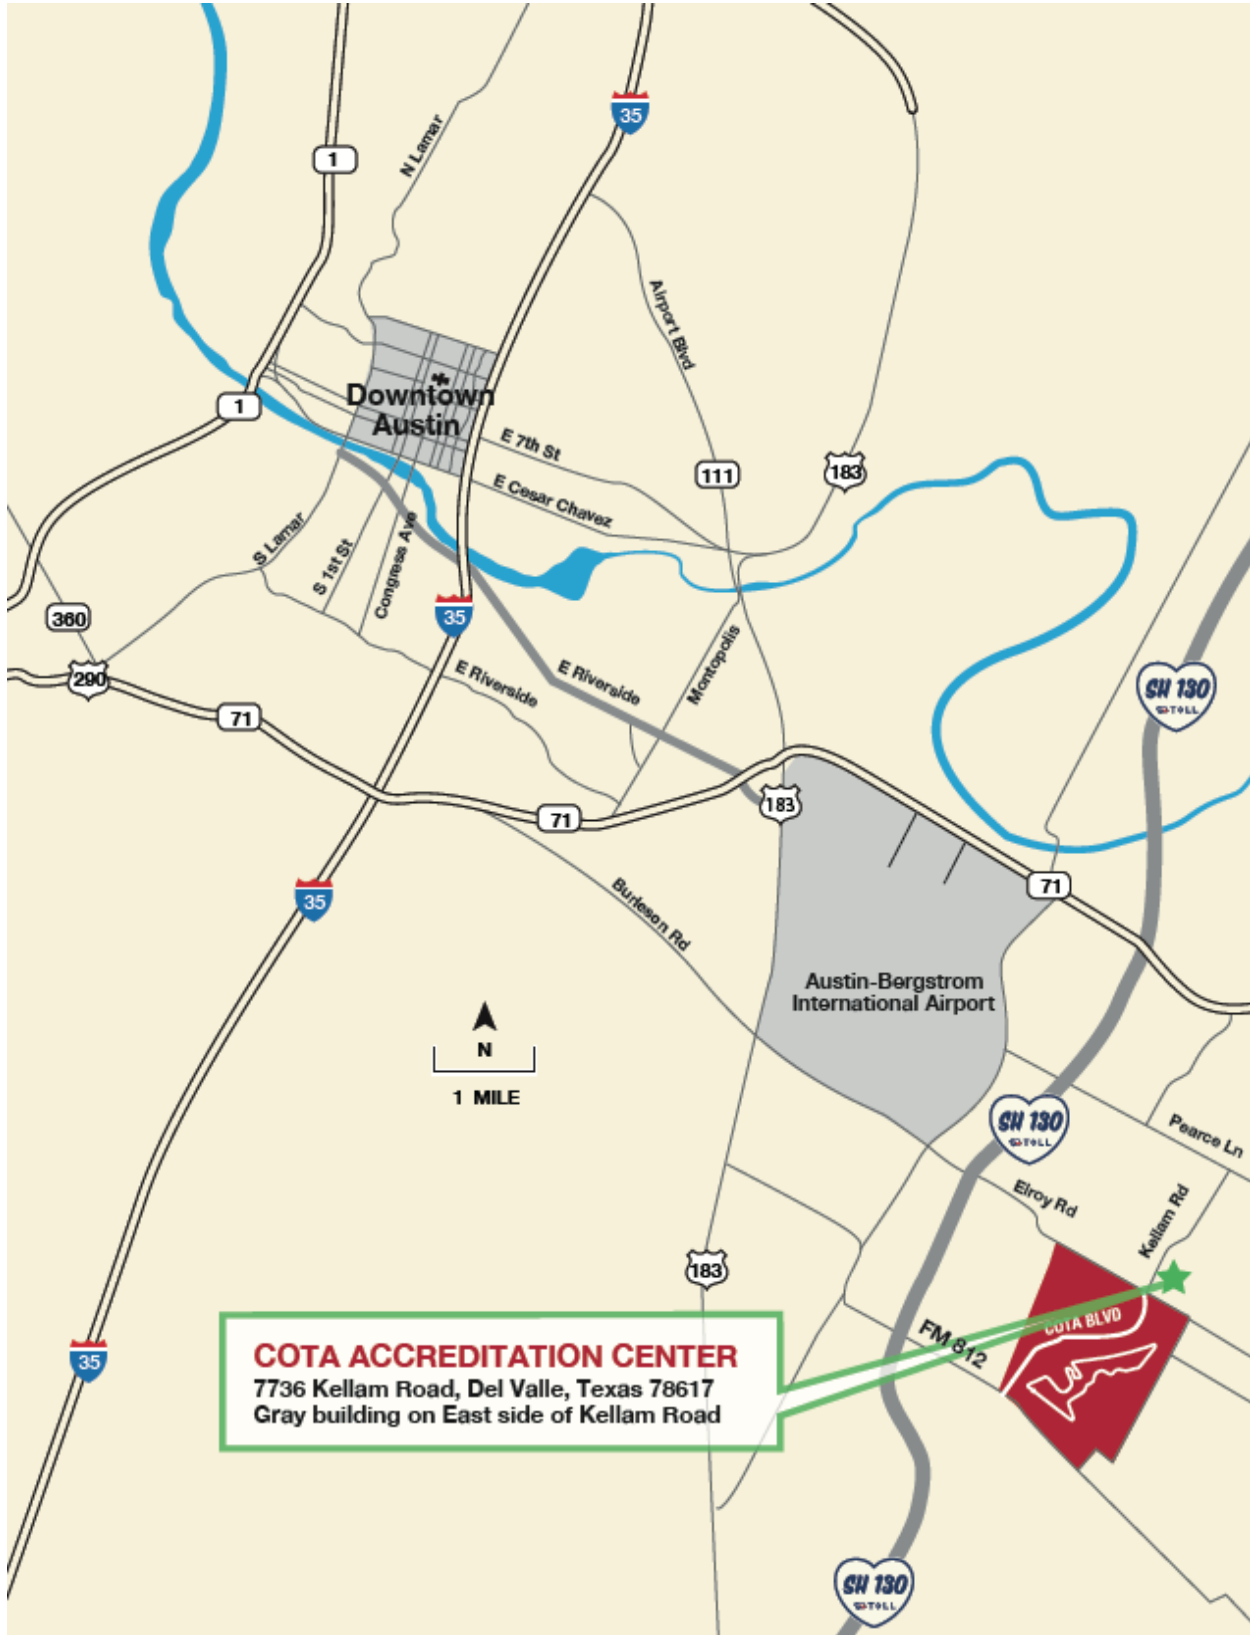 35
1
N Lamar
Airport Blvd
Downtown
Austin
1
E 7th St
111
183
E Cesar Chavez
S Lamar
S 1st St
Congress Ave
360
35
290
E Riverside
E Riverside
Montopolis
SH 130
TOLL
71
183
71
71
35
Burleson Rd
Austin-Bergstrom
International Airport
N
1 MILE
SH 130
TOLL
Pearce Ln
Elroy Rd
Kellam Rd
183
COTA BLVD
FM 812
COTA ACCREDITATION CENTER
7736 Kellam Road, Del Valle, Texas 78617
Gray building on East side of Kellam Road
35
SH 130
TOLL